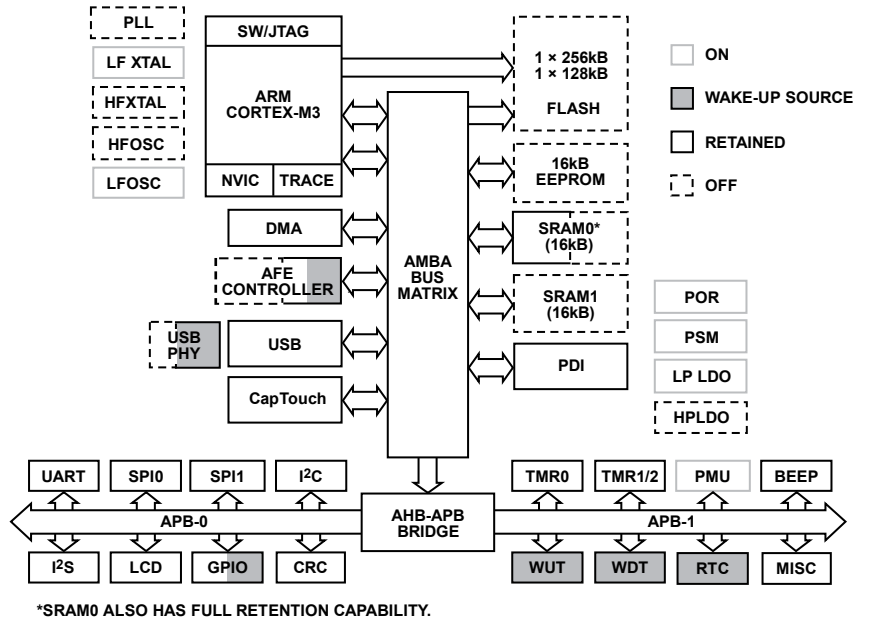 PLL
LF XTAL
HFXTAL
HFOSC
LFOSC
SW/JTAG
ARM
CORTEX-M3
NVIC
TRACE
DMA
AFE
CONTROLLER
USB
PHY
USB
CapTouch
AMBA
BUS
MATRIX
1 × 256kB
1 × 128kB
FLASH
16kB
EEPROM
SRAM0*
(16kB)
SRAM1
(16kB)
PDI
ON
WAKE-UP SOURCE
RETAINED
OFF
POR
PSM
LP LDO
HPLDO
UART
SPI0
SPI1
I²C
TMR0
TMR1/2
PMU
BEEP
APB-0
AHB-APB
BRIDGE
APB-1
I²S
LCD
GPIO
CRC
WUT
WDT
RTC
MISC
*SRAM0 ALSO HAS FULL RETENTION CAPABILITY.